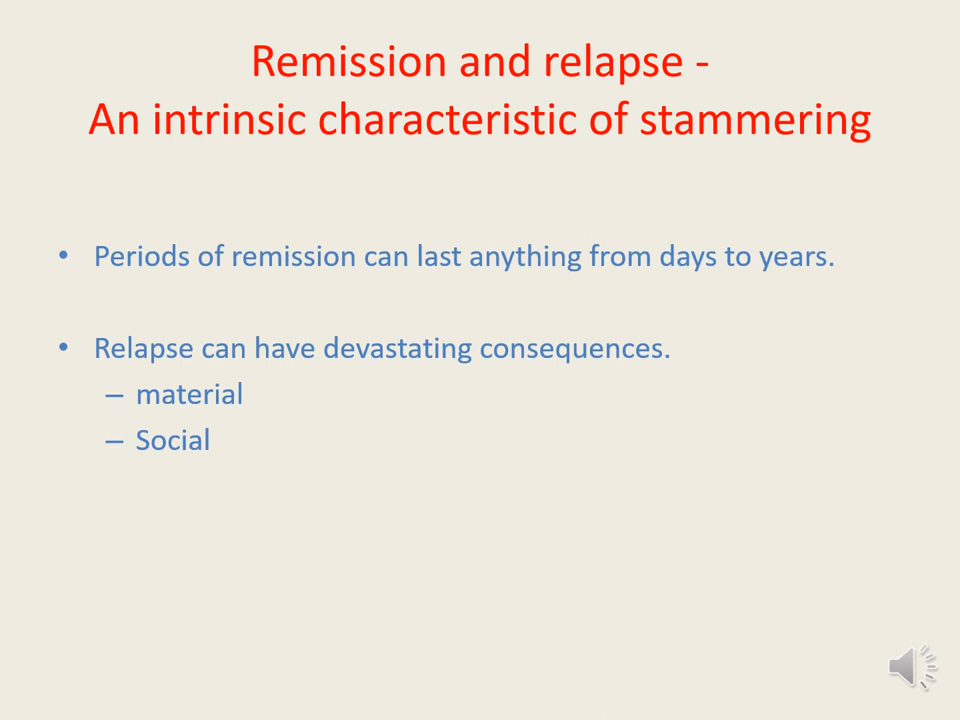 Remission and relapse -
An intrinsic characteristic of stammering
• Periods of remission can last anything from days to years.
• Relapse can have devastating consequences.
– material
– Social